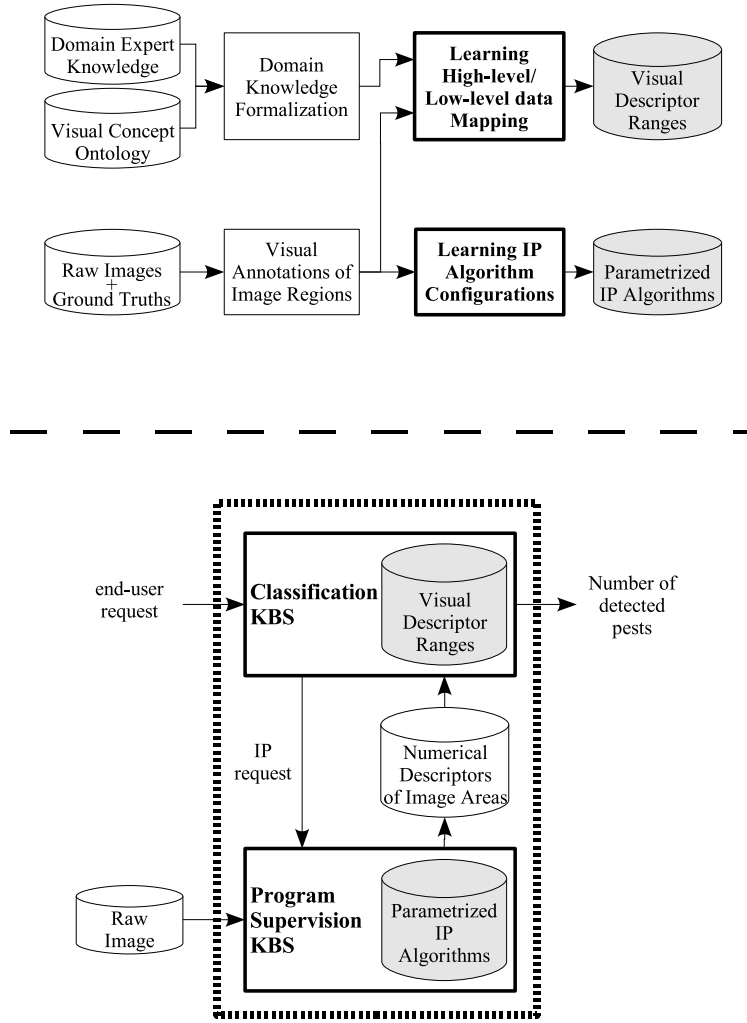 Domain Expert
Knowledge
Visual Concept
Ontology
Domain
Knowledge
Formalization
Learning
High-level/
Low-level data
Mapping
Visual
Descriptor
Ranges
Raw Images
+
Ground Truths
Visual
Annotations of
Image Regions
Learning IP
Algorithm
Configurations
Parametrized
IP Algorithms
end-user
request
Classification
KBS
Visual
Descriptor
Ranges
Number of
detected
pests
IP
request
Numerical
Descriptors
of Image Areas
Raw
Image
Program
Supervision
KBS
Parametrized
IP
Algorithms